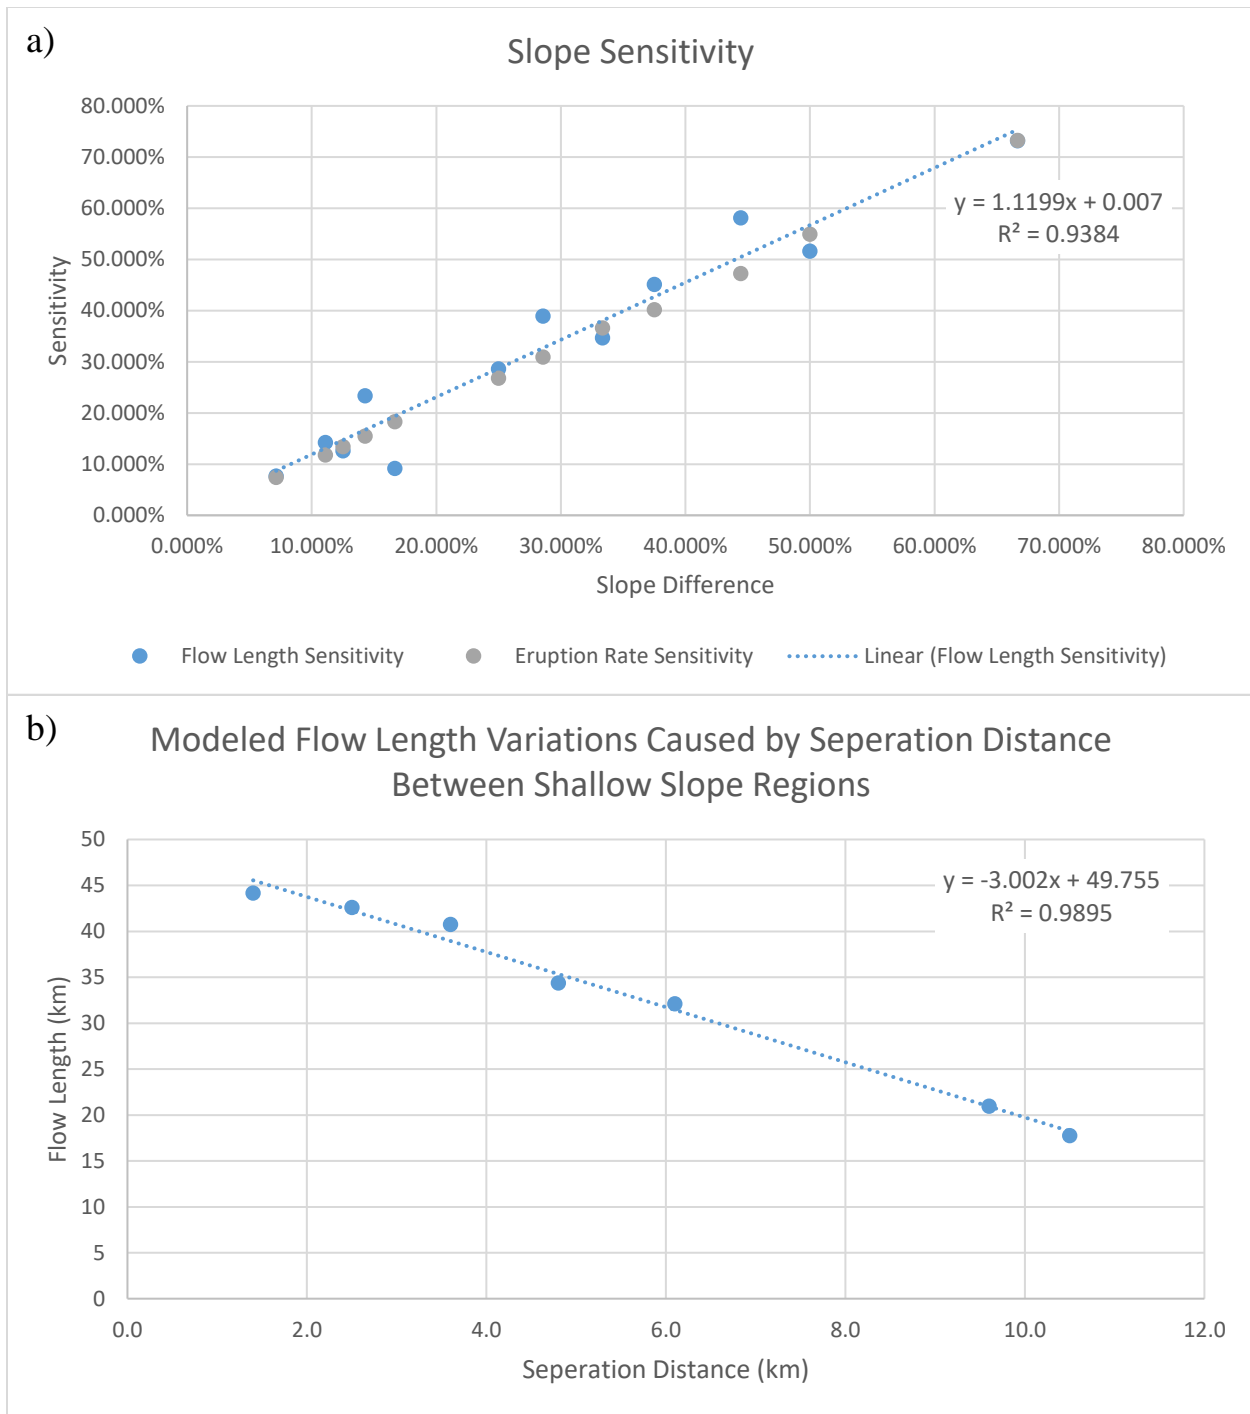 a)
Slope Sensitivity
80.000%
70.000%
60.000%
50.000%
40.000%
30.000%
20.000%
10.000%
0.000%
Sensitivity
y = 1.1199x + 0.007
R² = 0.9384
0.000% 10.000% 20.000% 30.000% 40.000% 50.000% 60.000% 70.000% 80.000%
Slope Difference
Flow Length Sensitivity Eruption Rate Sensitivity Linear (Flow Length Sensitivity)
b)
Modeled Flow Length Variations Caused by Seperation Distance
Between Shallow Slope Regions
50
45
40
35
30
25
20
15
10
5
0
Flow Length (km)
y = -3.002x + 49.755
R² = 0.9895
0.0 2.0 4.0 6.0 8.0 10.0 12.0
Seperation Distance (km)